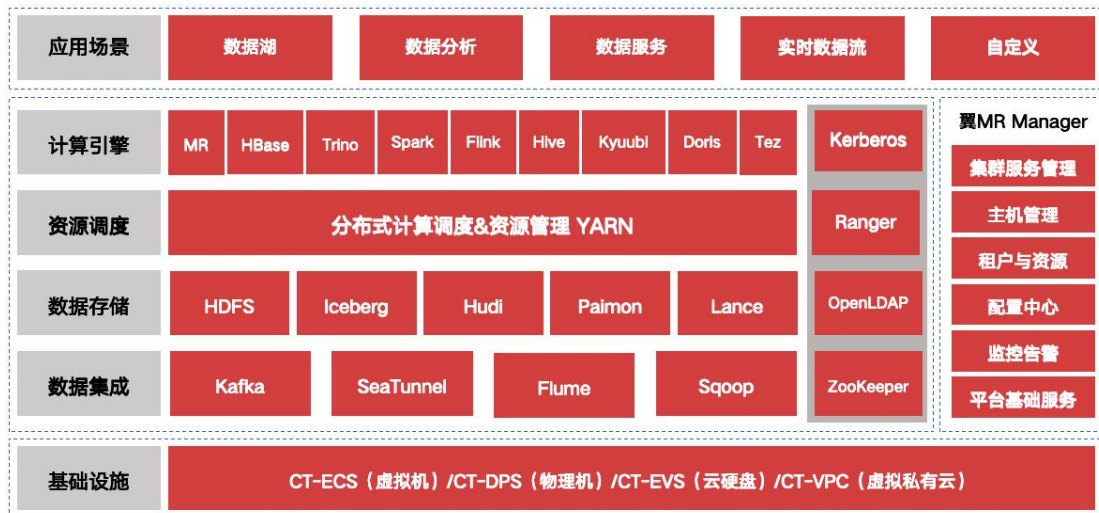 应用场景
数据湖
数据分析
数据服务
实时数据流
自定义
计算引擎
MR
HBase
Trino
Spark
Flink
Hive
Kyuubi
Doris
Tez
Kerberos
资源调度
分布式计算调度&资源管理 YARN
Ranger
数据存储
HDFS
Iceberg
Hudi
Paimon
Lance
OpenLDAP
数据集成
Kafka
SeaTunnel
Flume
Sqoop
ZooKeeper
翼MR Manager
集群服务管理
主机管理
租户与资源
配置中心
监控告警
平台基础服务
基础设施
CT-ECS（虚拟机）/CT-DPS（物理机）/CT-EVS（云硬盘）/CT-VPC（虚拟私有云）